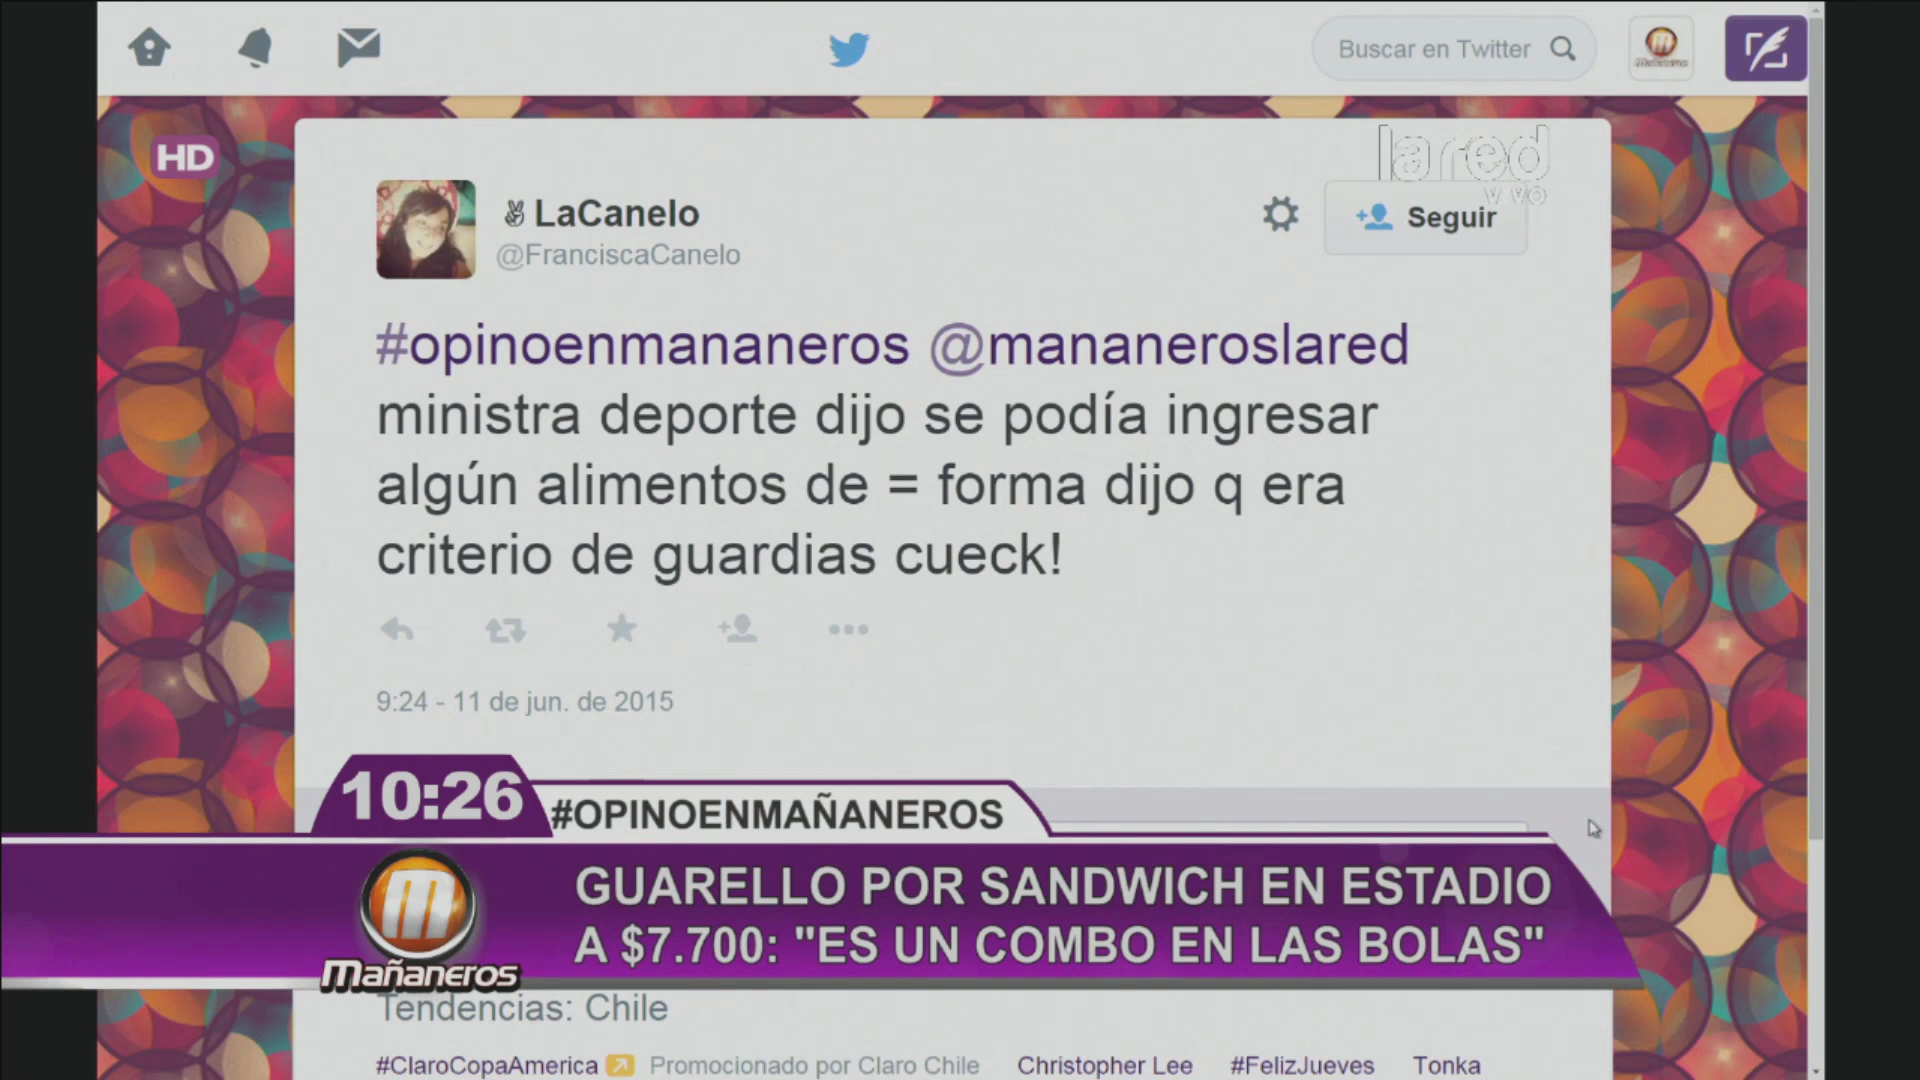 Buscar en Twitter
Mañaneros
HD
lared
vivo
LaCanelo
@FranciscaCanelo
Seguir
#opinoenmananeros @mananeroslared
ministra deporte dijo se podía ingresar
algún alimentos de = forma dijo q era
criterio de guardias cueck!
9:24 - 11 de jun. de 2015
10:26
#OPINOENMAÑANEROS
GUARELLO POR SANDWICH EN ESTADIO
A $7.700: "ES UN COMBO EN LAS BOLAS"
m
Mañaneros
Tendencias: Chile
#ClaroCopaAmerica Promocionado por Claro Chile Christopher Lee #FelizJueves Tonka